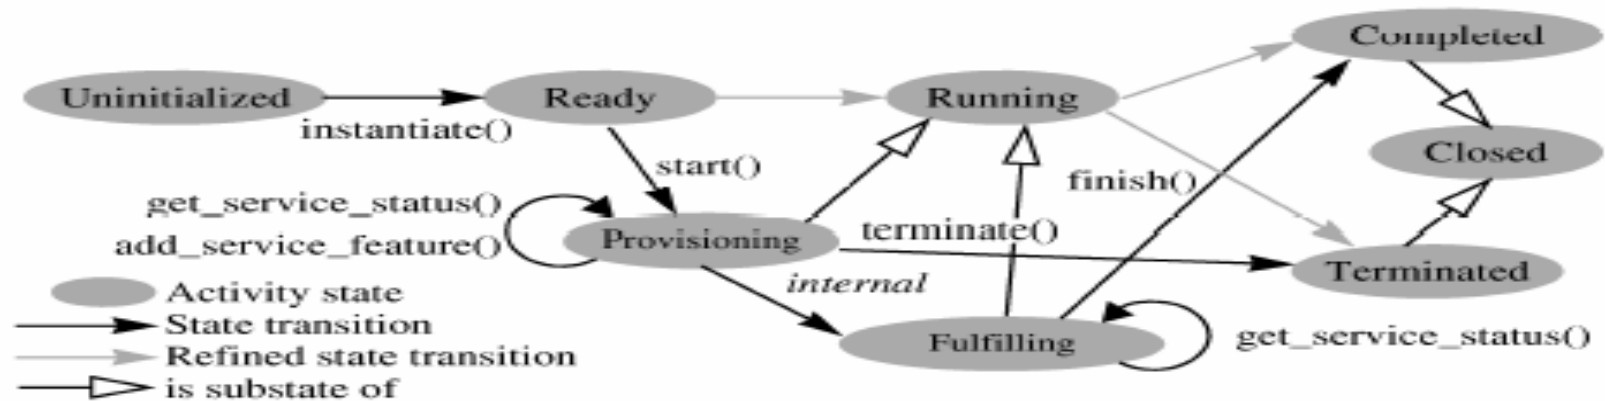 Completed
Uninitialized
Ready
Running
instantiate()
Closed
start()
finish()
get_service_status()
add_service_feature()
Provisioning
terminate()
Terminated
internal
Activity state
State transition
Fulfilling
get_service_status()
Refined state transition
is substate of